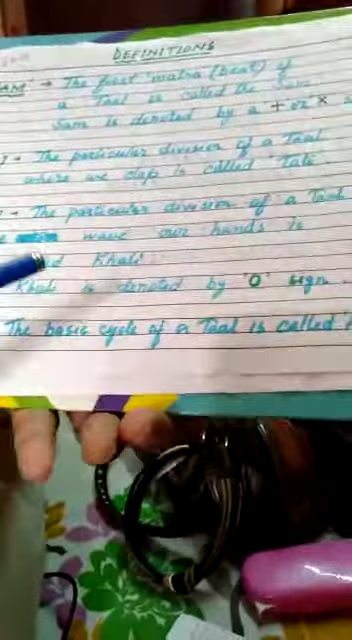 DEFINITIONS
SAM' → The first 'matra (beat) of
a Taal is called the Sam.
Sam is denoted by a + or ×
The particular division of a Taal
where we clap is called 'Tali'.
The particular division of a Taal
wave our hands is
Khali'
Khali is denoted by 'O' sign.
The basic cycle of a Taal is called